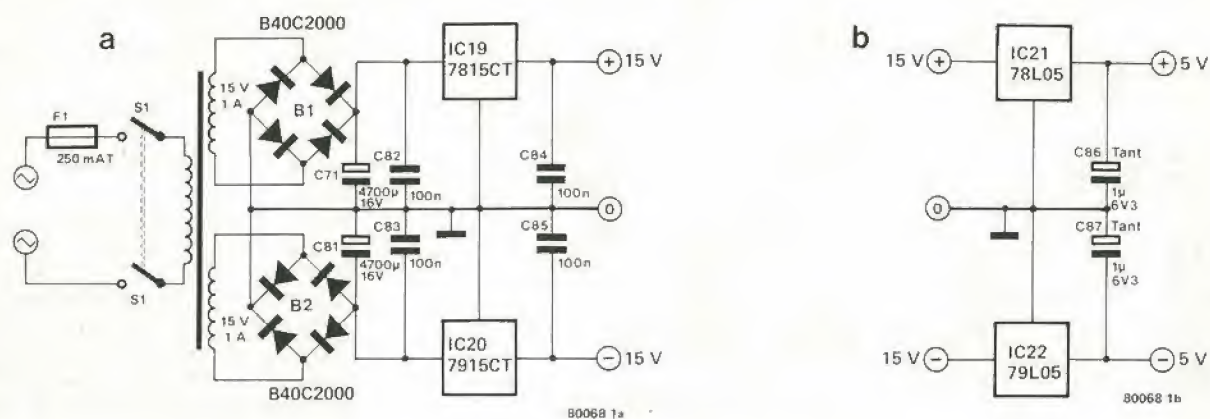 a
B40C2000
F1
250 mAT
S1
S1
15 V
1 A
B1
C71
4700µ
16V
C82
100n
IC19
7815CT
C84
100n
+
15 V
0
15 V
1 A
B2
B40C2000
C81
4700µ
16V
C83
100n
IC20
7915CT
C85
100n
−
15 V
80068 1a
b
15 V
+
IC21
78L05
+
5 V
C86 Tant
1µ
6V3
0
C87 Tant
1µ
6V3
15 V
−
IC22
79L05
−
5 V
80068 1b